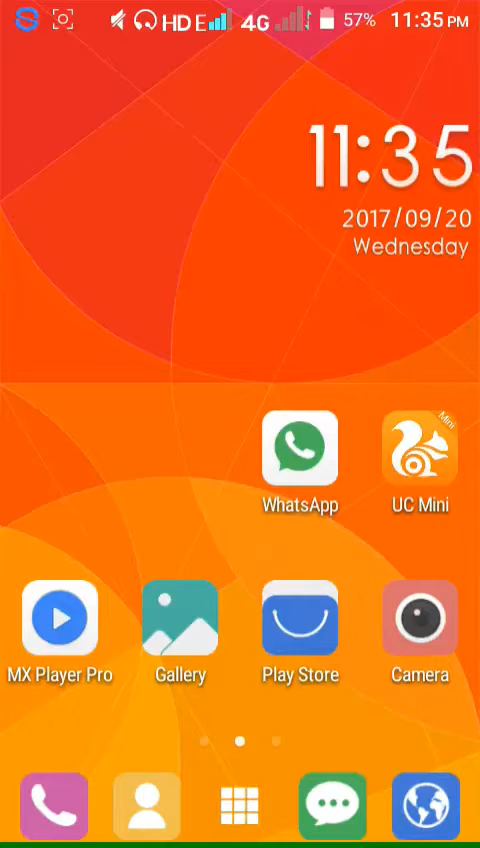 HD E 4G 57% 11:35 PM
11:35
2017/09/20
Wednesday
Mini
WhatsApp UC Mini
MX Player Pro Gallery Play Store Camera